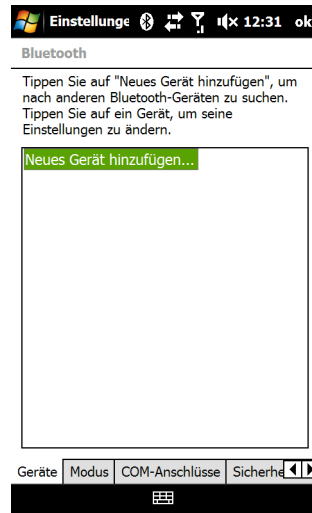 Einstellunge 12:31 ok
Bluetooth
Tippen Sie auf "Neues Gerät hinzufügen", um
nach anderen Bluetooth-Geräten zu suchen.
Tippen Sie auf ein Gerät, um seine
Einstellungen zu ändern.
Neues Gerät hinzufügen...
Geräte Modus COM-Anschlüsse Sicherhe